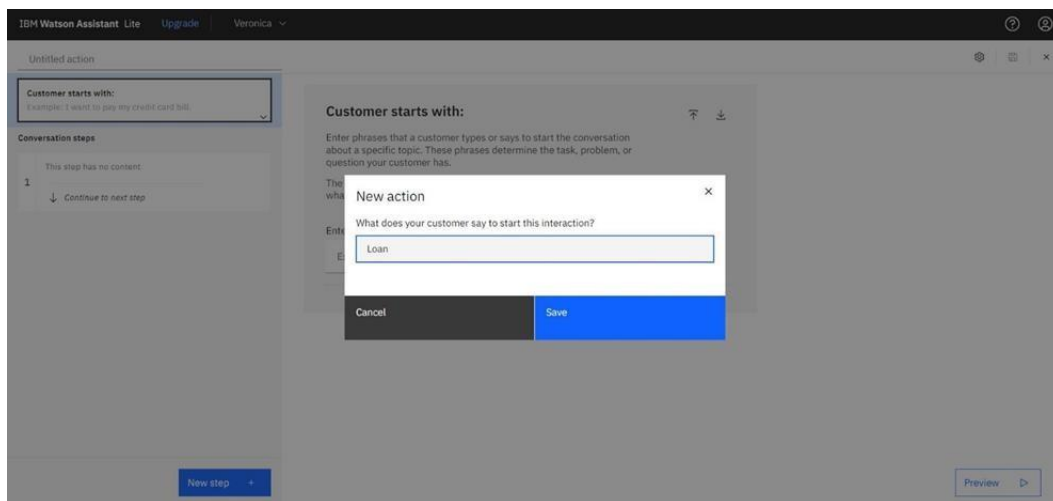 IBM Watson Assistant Lite Upgrade Veronica
Untitled action
Customer starts with:
Example: I want to pay my credit card bill.
Conversation steps
This step has no content
1
Continue to next step
New step +
Customer starts with:
Enter phrases that a customer types or says to start the conversation
about a specific topic. These phrases determine the task, problem, or
question your customer has.
The
wha
Ente
E
New action
What does your customer say to start this interaction?
Loan
Cancel
Save
Preview